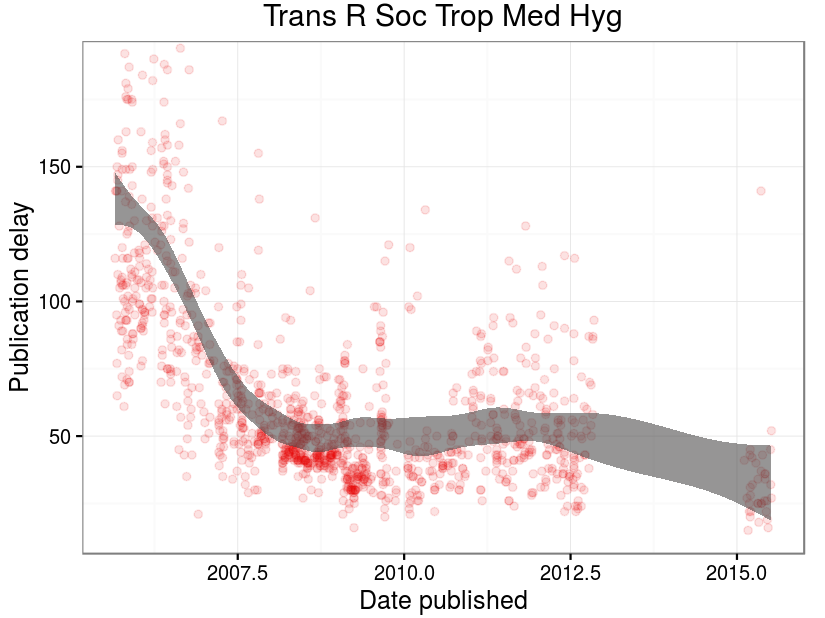 Trans R Soc Trop Med Hyg
Publication delay
150
100
50
2007.5
2010.0
2012.5
2015.0
Date published